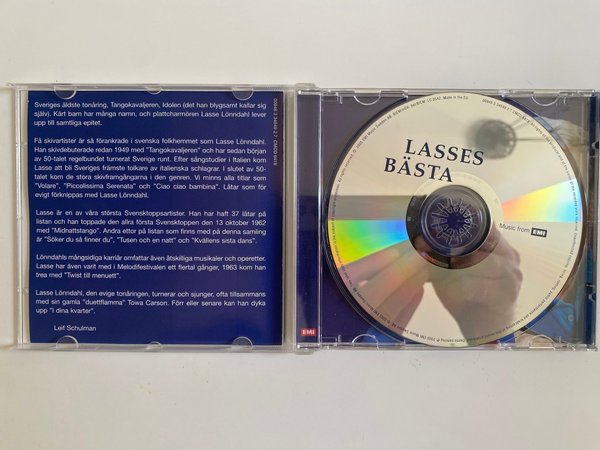 Sveriges äldste tonåring, Tangokavaljeren, Idolen (det han blygsamt kallar sig
själv). Kärt barn har många namn, och plattcharmören Lasse Lönndahl lever
upp till samtliga epitet.
Få skivartister är så förankrade i svenska folkhemmet som Lasse Lönndahl.
Han skivdebuterade redan 1949 med "Tangokavaljeren" och har sedan början
av 50-talet regelbundet turnerat Sverige runt. Efter sångstudier i Italien kom
Lasse att bli Sveriges främste tolkare av italienska schlagrar. I slutet av 50-
talet kom de stora skivframgångarna i den genren. Vi minns alla titlar som
"Volare", "Piccolissima Serenata" och "Ciao ciao bambina". Låtar som för
evigt förknippas med Lasse Lönndahl.
Lasse är en av våra största Svensktoppsartister. Han har haft 37 låtar på
listan och han toppade den allra första Svensktoppen den 13 oktober 1962
med "Midnattstango". Andra ettor på listan som finns med på denna samling
är "Söker du så finner du", "Tusen och en natt" och "Kvällens sista dans".
Lönndahls mångsidiga karriär omfattar även åtskilliga musikaler och operetter.
Lasse har även varit med i Melodifestivalen ett flertal gånger, 1963 kom han
trea med "Twist till menuett".
Lasse Lönndahl, den evige tonåringen, turnerar och sjunger, ofta tillsammans
med sin gamla "duettflamma" Towa Carson. Förr eller senare kan han dyka
upp "I dina kvarter".
Leif Schulman
EMI
LASSES
BÄSTA
Music from EMI